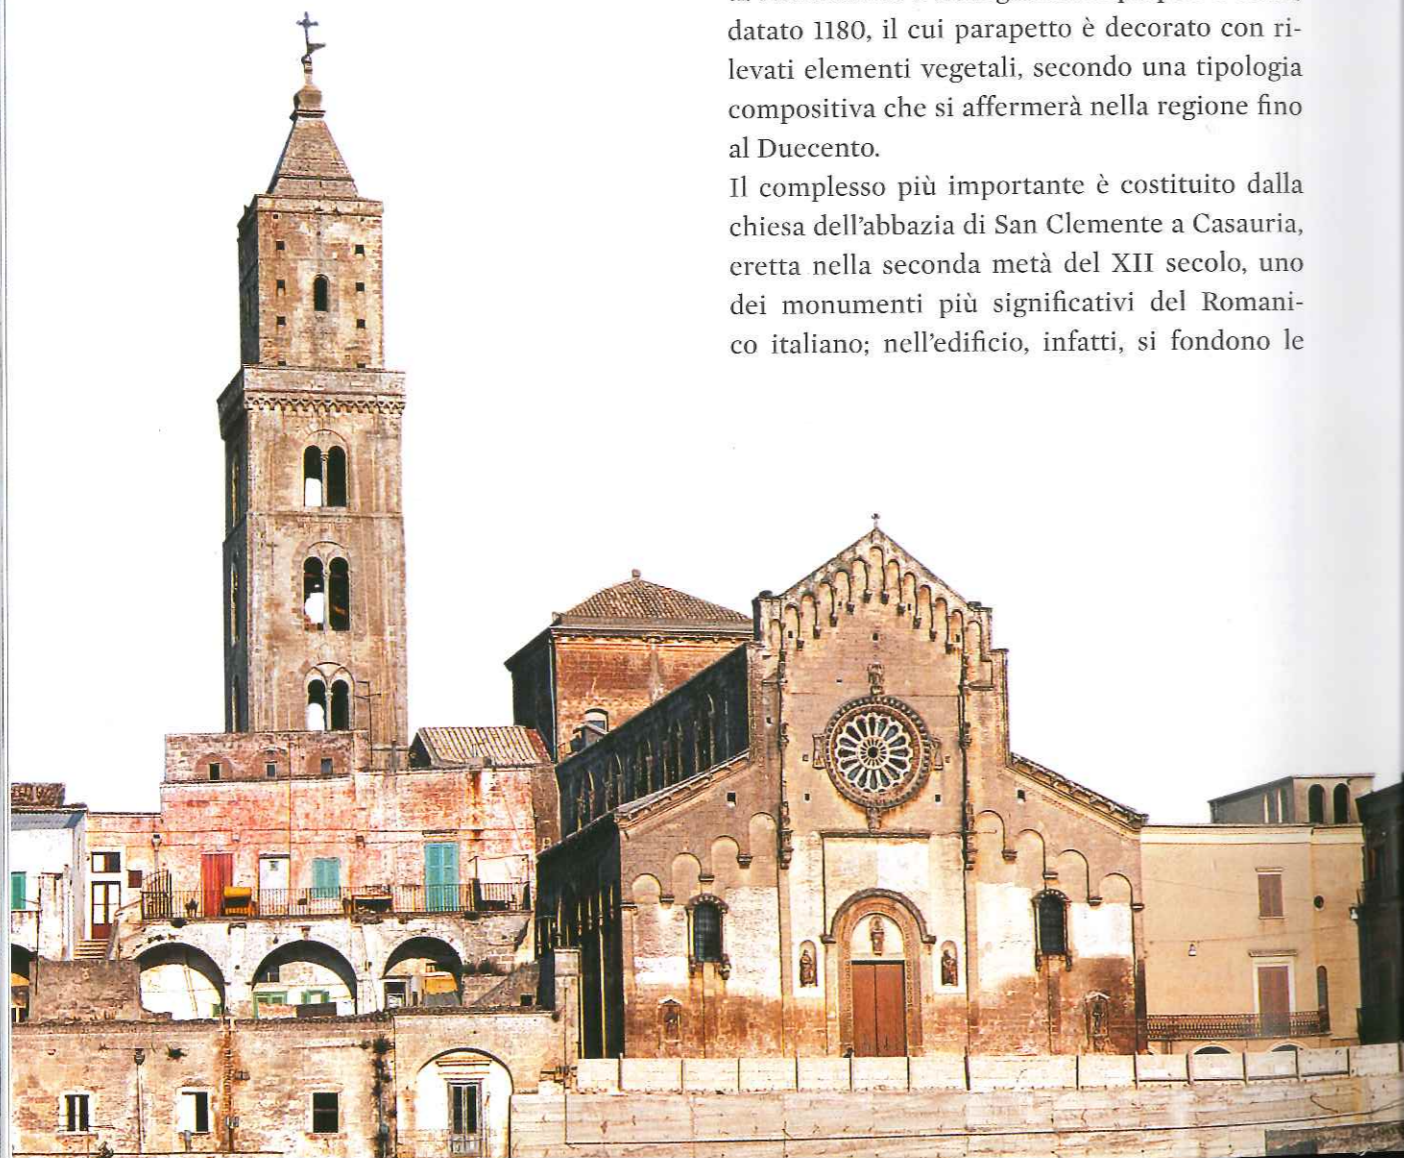 datato 1180, il cui parapetto è decorato con ri-
levati elementi vegetali, secondo una tipologia
compositiva che si affermerà nella regione fino
al Duecento.
Il complesso più importante è costituito dalla
chiesa dell’abbazia di San Clemente a Casauria,
eretta nella seconda metà del XII secolo, uno
dei monumenti più significativi del Romani-
co italiano; nell’edificio, infatti, si fondono le